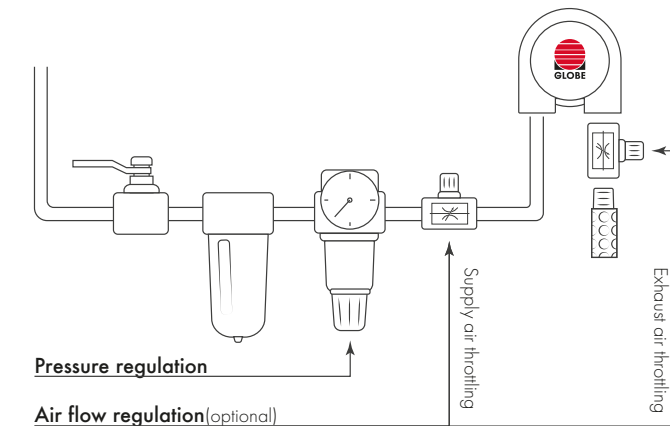 GLOBE
Supply air throttling
Exhaust air throttling
Pressure regulation
Air flow regulation(optional)